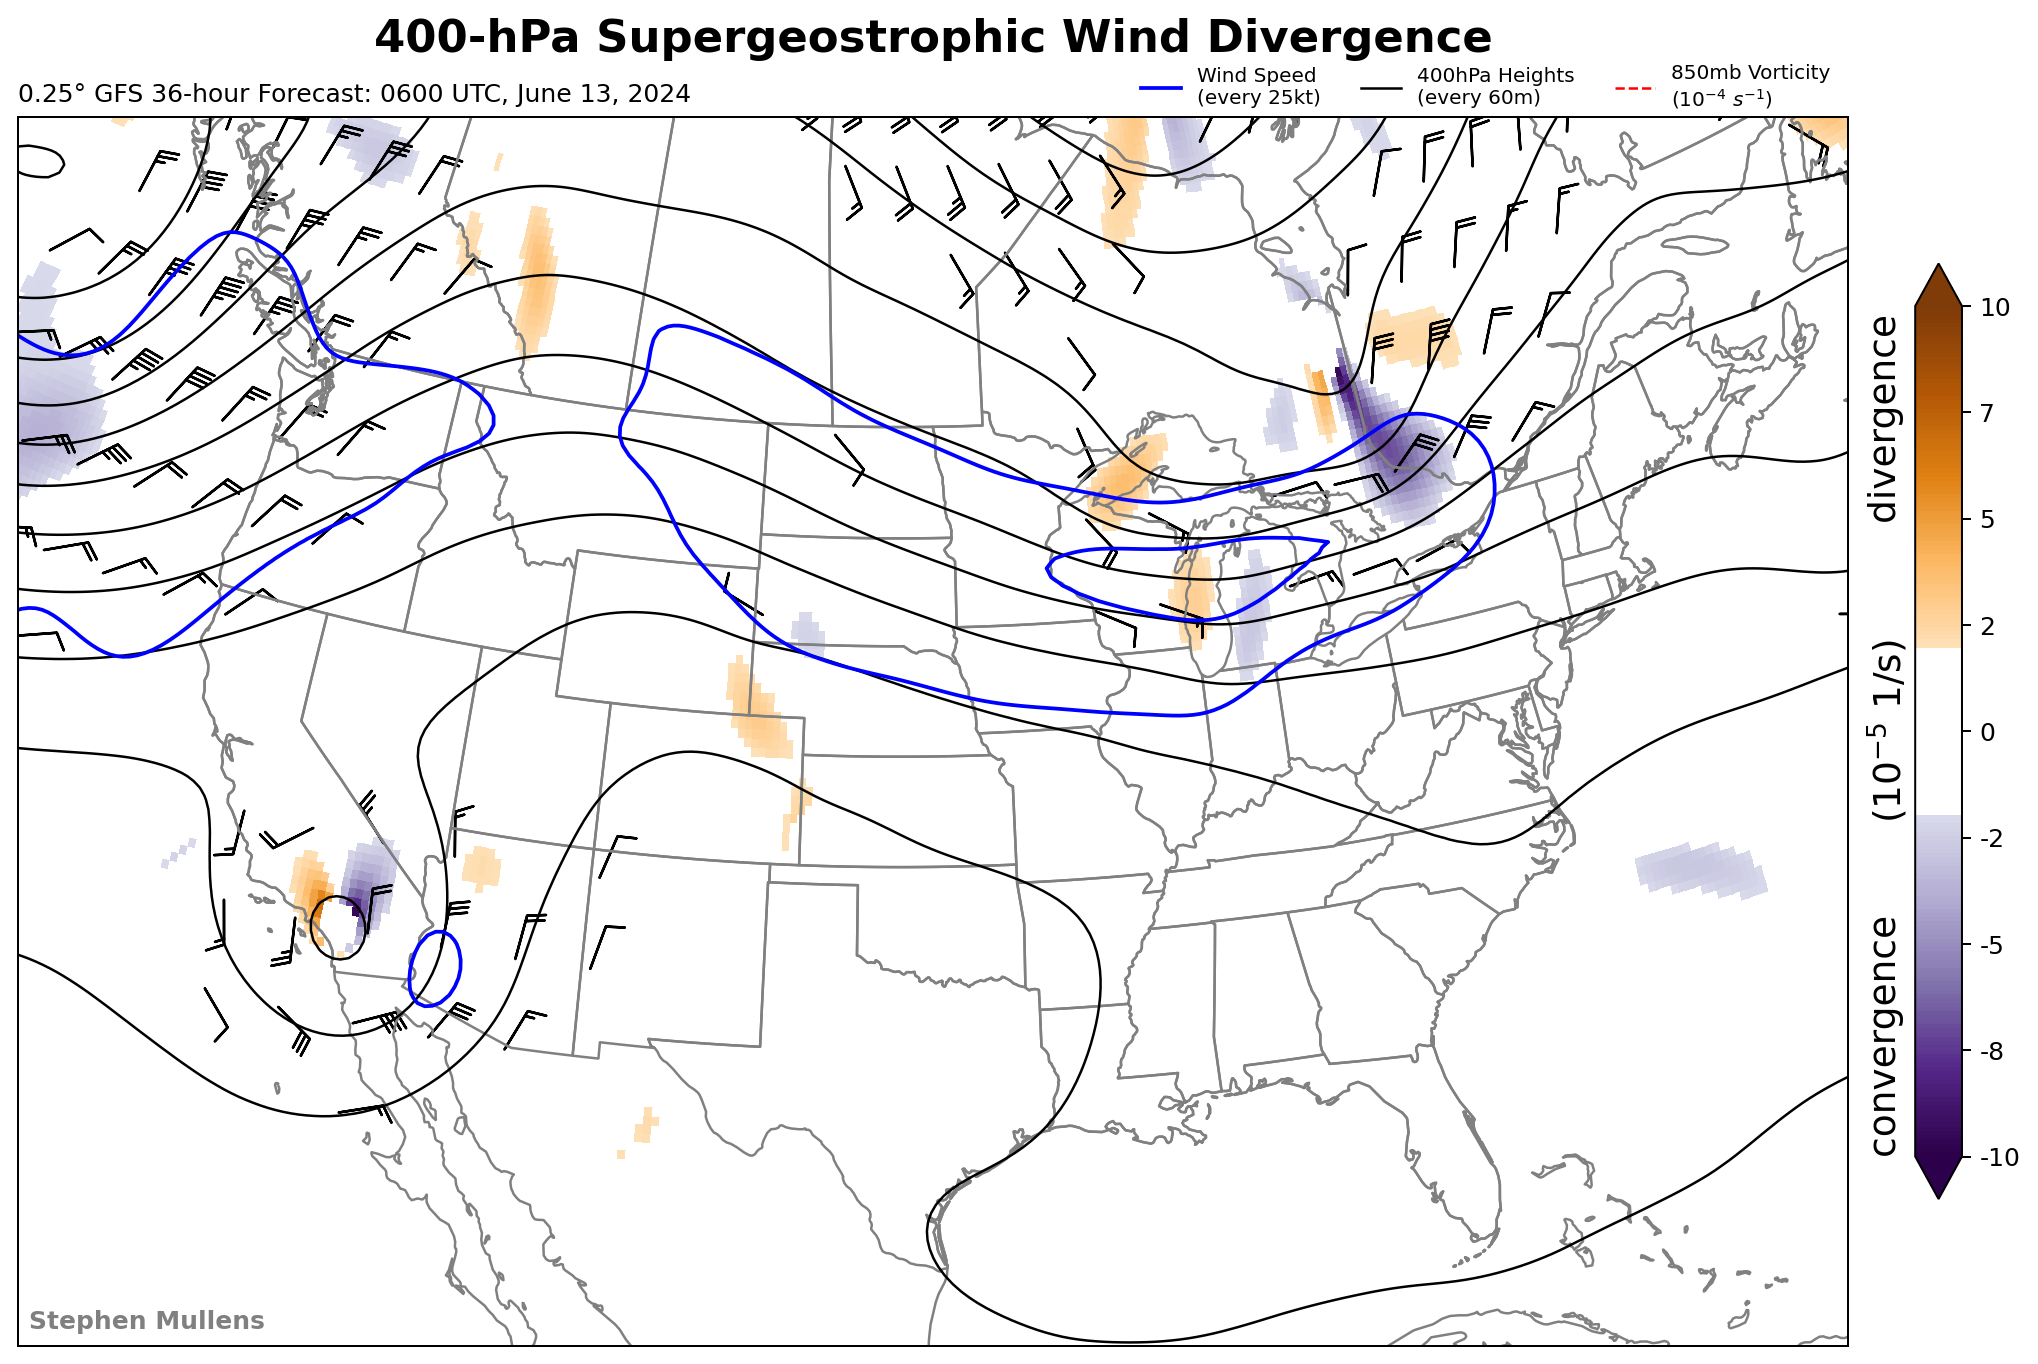 400-hPa Supergeostrophic Wind Divergence
0.25° GFS 36-hour Forecast: 0600 UTC, June 13, 2024
Wind Speed
(every 25kt)
400hPa Heights
(every 60m)
850mb Vorticity
(10⁻⁴ s⁻¹)
10
7
5
2
0
-2
-5
-8
-10
convergence (10⁻⁵ 1/s) divergence
Stephen Mullens